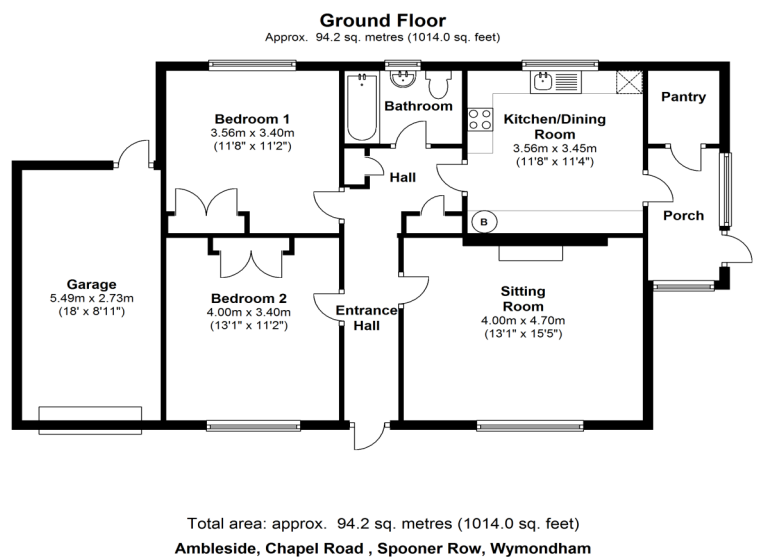 Ground Floor
Approx. 94.2 sq. metres (1014.0 sq. feet)
Bedroom 1
3.56m x 3.40m
(11'8" x 11'2")
Bathroom
Kitchen/Dining
Room
3.56m x 3.45m
(11'8" x 11'4")
Pantry
Hall
B
Porch
Garage
5.49m x 2.73m
(18' x 8'11")
Bedroom 2
4.00m x 3.40m
(13'1" x 11'2")
Entrance
Hall
Sitting
Room
4.00m x 4.70m
(13'1" x 15'5")
Total area: approx. 94.2 sq. metres (1014.0 sq. feet)
Ambleside, Chapel Road , Spooner Row, Wymondham